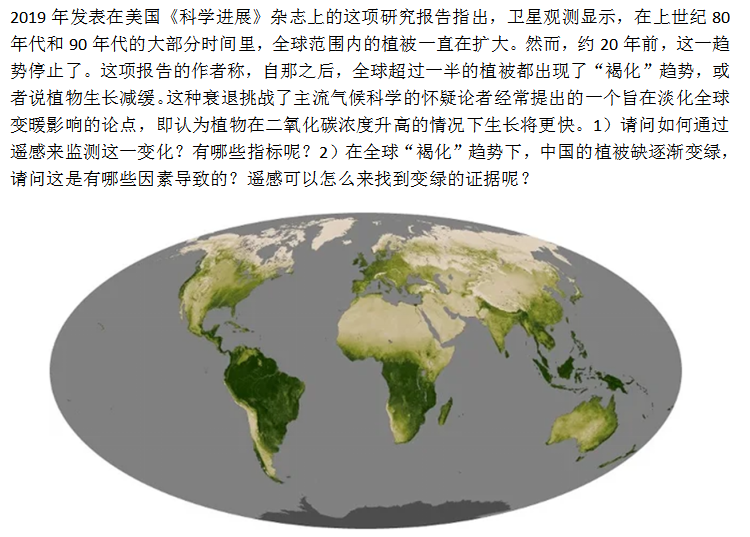 2019 年发表在美国《科学进展》杂志上的这项研究报告指出，卫星观测显示，在上世纪 80
年代和 90 年代的大部分时间里，全球范围内的植被一直在扩大。然而，约 20 年前，这一趋
势停止了。这项报告的作者称，自那之后，全球超过一半的植被都出现了“褐化”趋势，或
者说植物生长减缓。这种衰退挑战了主流气候科学的怀疑论者经常提出的一个旨在淡化全球
变暖影响的论点，即认为植物在二氧化碳浓度升高的情况下生长将更快。1）请问如何通过
遥感来监测这一变化？有哪些指标呢？2）在全球“褐化”趋势下，中国的植被缺逐渐变绿，
请问这是有哪些因素导致的？遥感可以怎么来找到变绿的证据呢？